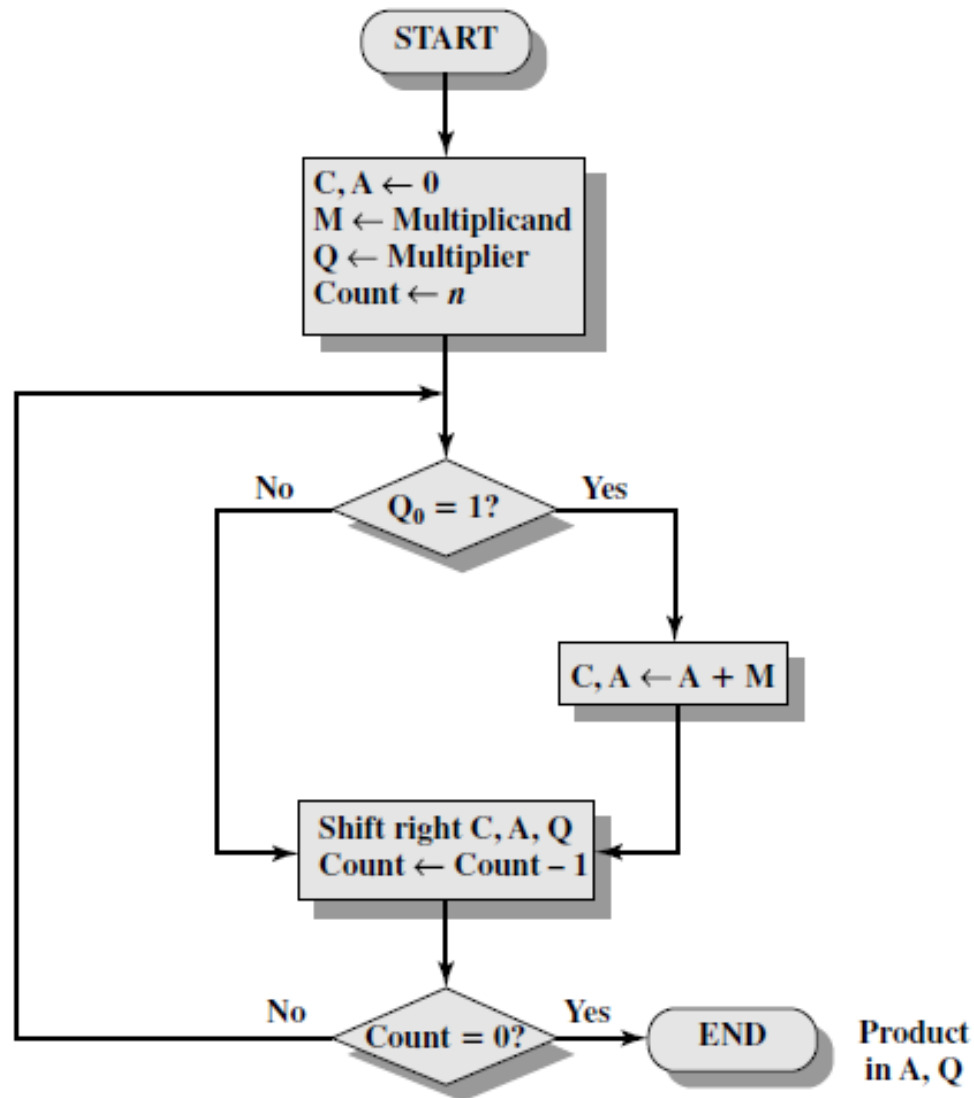 START
C, A ← 0
M ← Multiplicand
Q ← Multiplier
Count ← n
No
Yes
Q₀ = 1?
C, A ← A + M
Shift right C, A, Q
Count ← Count – 1
No
Yes
Count = 0?
END
Product
in A, Q